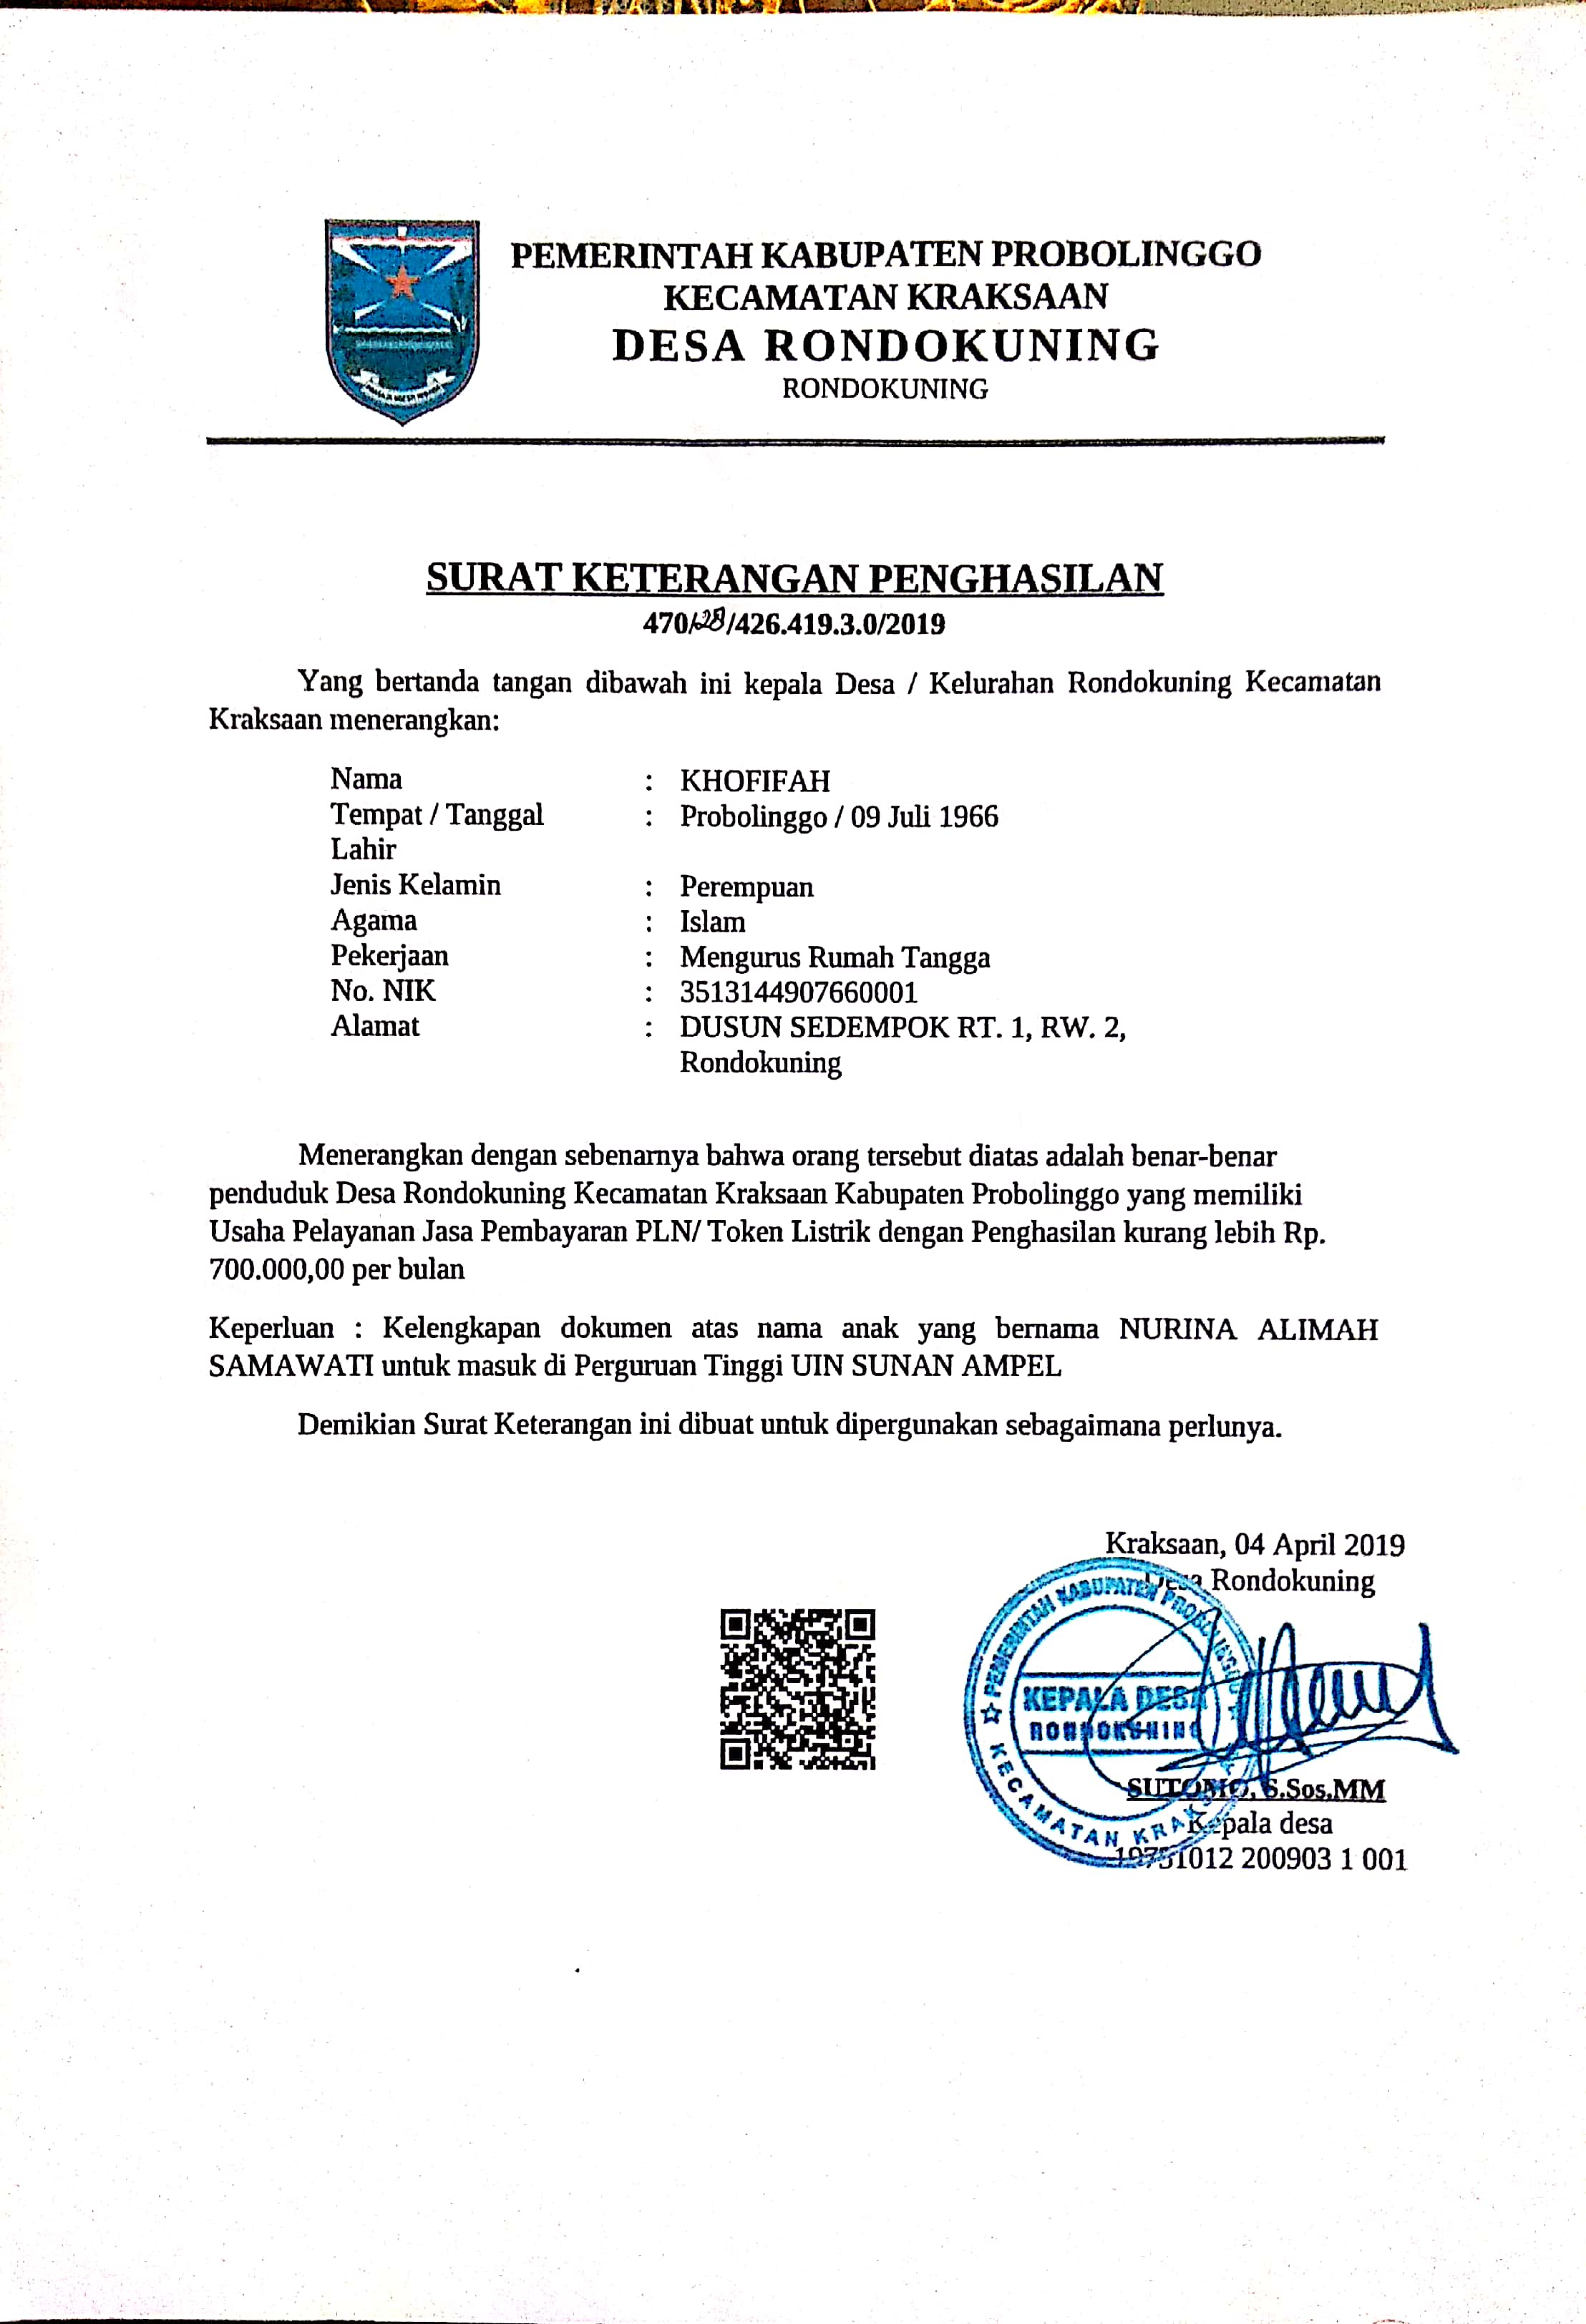 PEMERINTAH KABUPATEN PROBOLINGGO
KECAMATAN KRAKSAAN
DESA RONDOKUNING
RONDOKUNING
SURAT KETERANGAN PENGHASILAN
470/128/426.419.3.0/2019
Yang bertanda tangan dibawah ini kepala Desa / Kelurahan Rondokuning Kecamatan
Kraksaan menerangkan:
Nama : KHOFIFAH
Tempat / Tanggal : Probolinggo / 09 Juli 1966
Lahir
Jenis Kelamin : Perempuan
Agama : Islam
Pekerjaan : Mengurus Rumah Tangga
No. NIK : 3513144907660001
Alamat : DUSUN SEDEMPOK RT. 1, RW. 2,
Rondokuning
Menerangkan dengan sebenarnya bahwa orang tersebut diatas adalah benar-benar
penduduk Desa Rondokuning Kecamatan Kraksaan Kabupaten Probolinggo yang memiliki
Usaha Pelayanan Jasa Pembayaran PLN/ Token Listrik dengan Penghasilan kurang lebih Rp.
700.000,00 per bulan
Keperluan : Kelengkapan dokumen atas nama anak yang bernama NURINA ALIMAH
SAMAWATI untuk masuk di Perguruan Tinggi UIN SUNAN AMPEL
Demikian Surat Keterangan ini dibuat untuk dipergunakan sebagaimana perlunya.
Kraksaan, 04 April 2019
Desa Rondokuning
PEMERINTAH KABUPATEN PROBOLINGGO
KEPALA DESA
RONDOKUNING
KECAMATAN KRAKSAAN
SUTOMO, S.Sos,MM
Kepala desa
19751012 200903 1 001